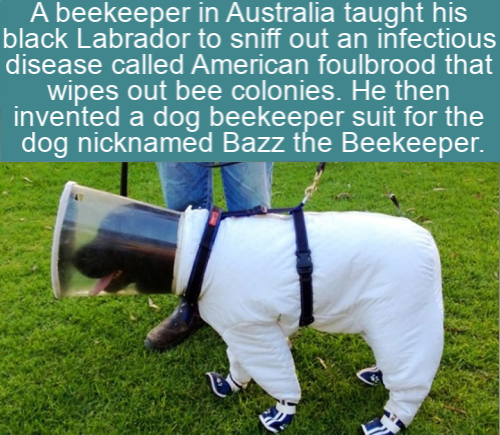 A beekeeper in Australia taught his
black Labrador to sniff out an infectious
disease called American foulbrood that
wipes out bee colonies. He then
invented a dog beekeeper suit for the
dog nicknamed Bazz the Beekeeper.